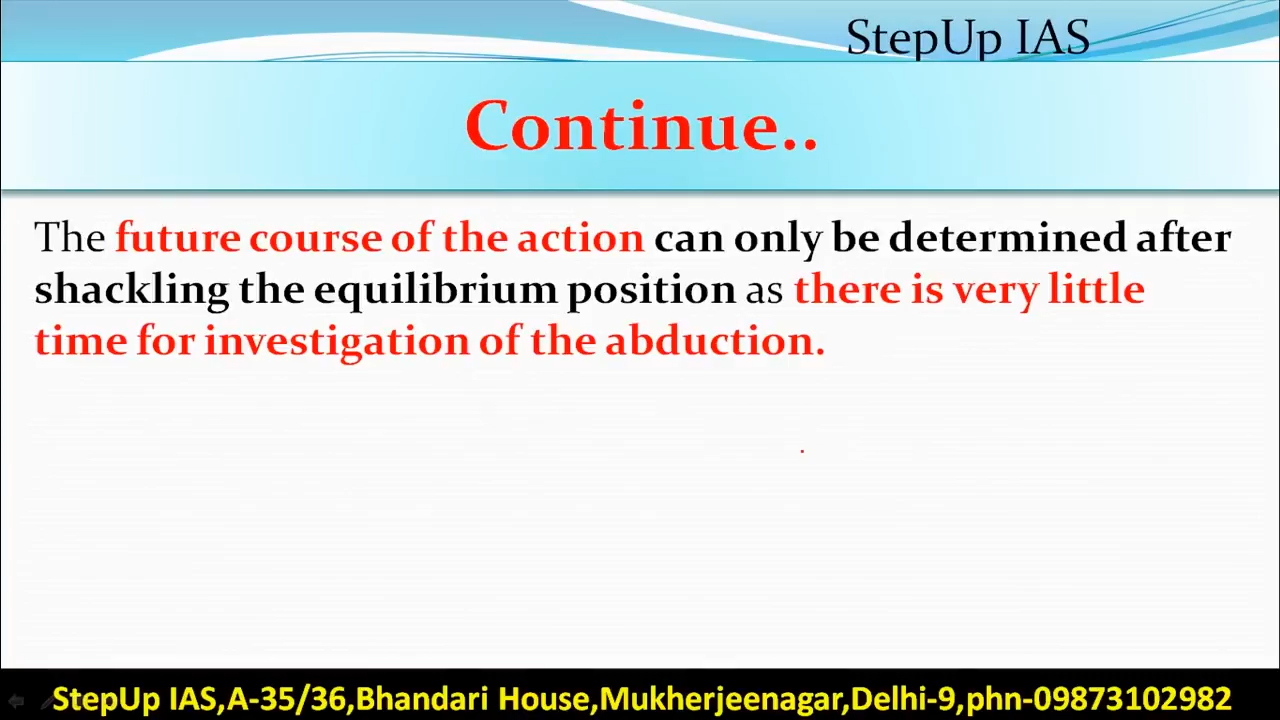 StepUp IAS
Continue..
The future course of the action can only be determined after
shackling the equilibrium position as there is very little
time for investigation of the abduction.
StepUp IAS,A-35/36,Bhandari House,Mukherjeenagar,Delhi-9,phn-09873102982